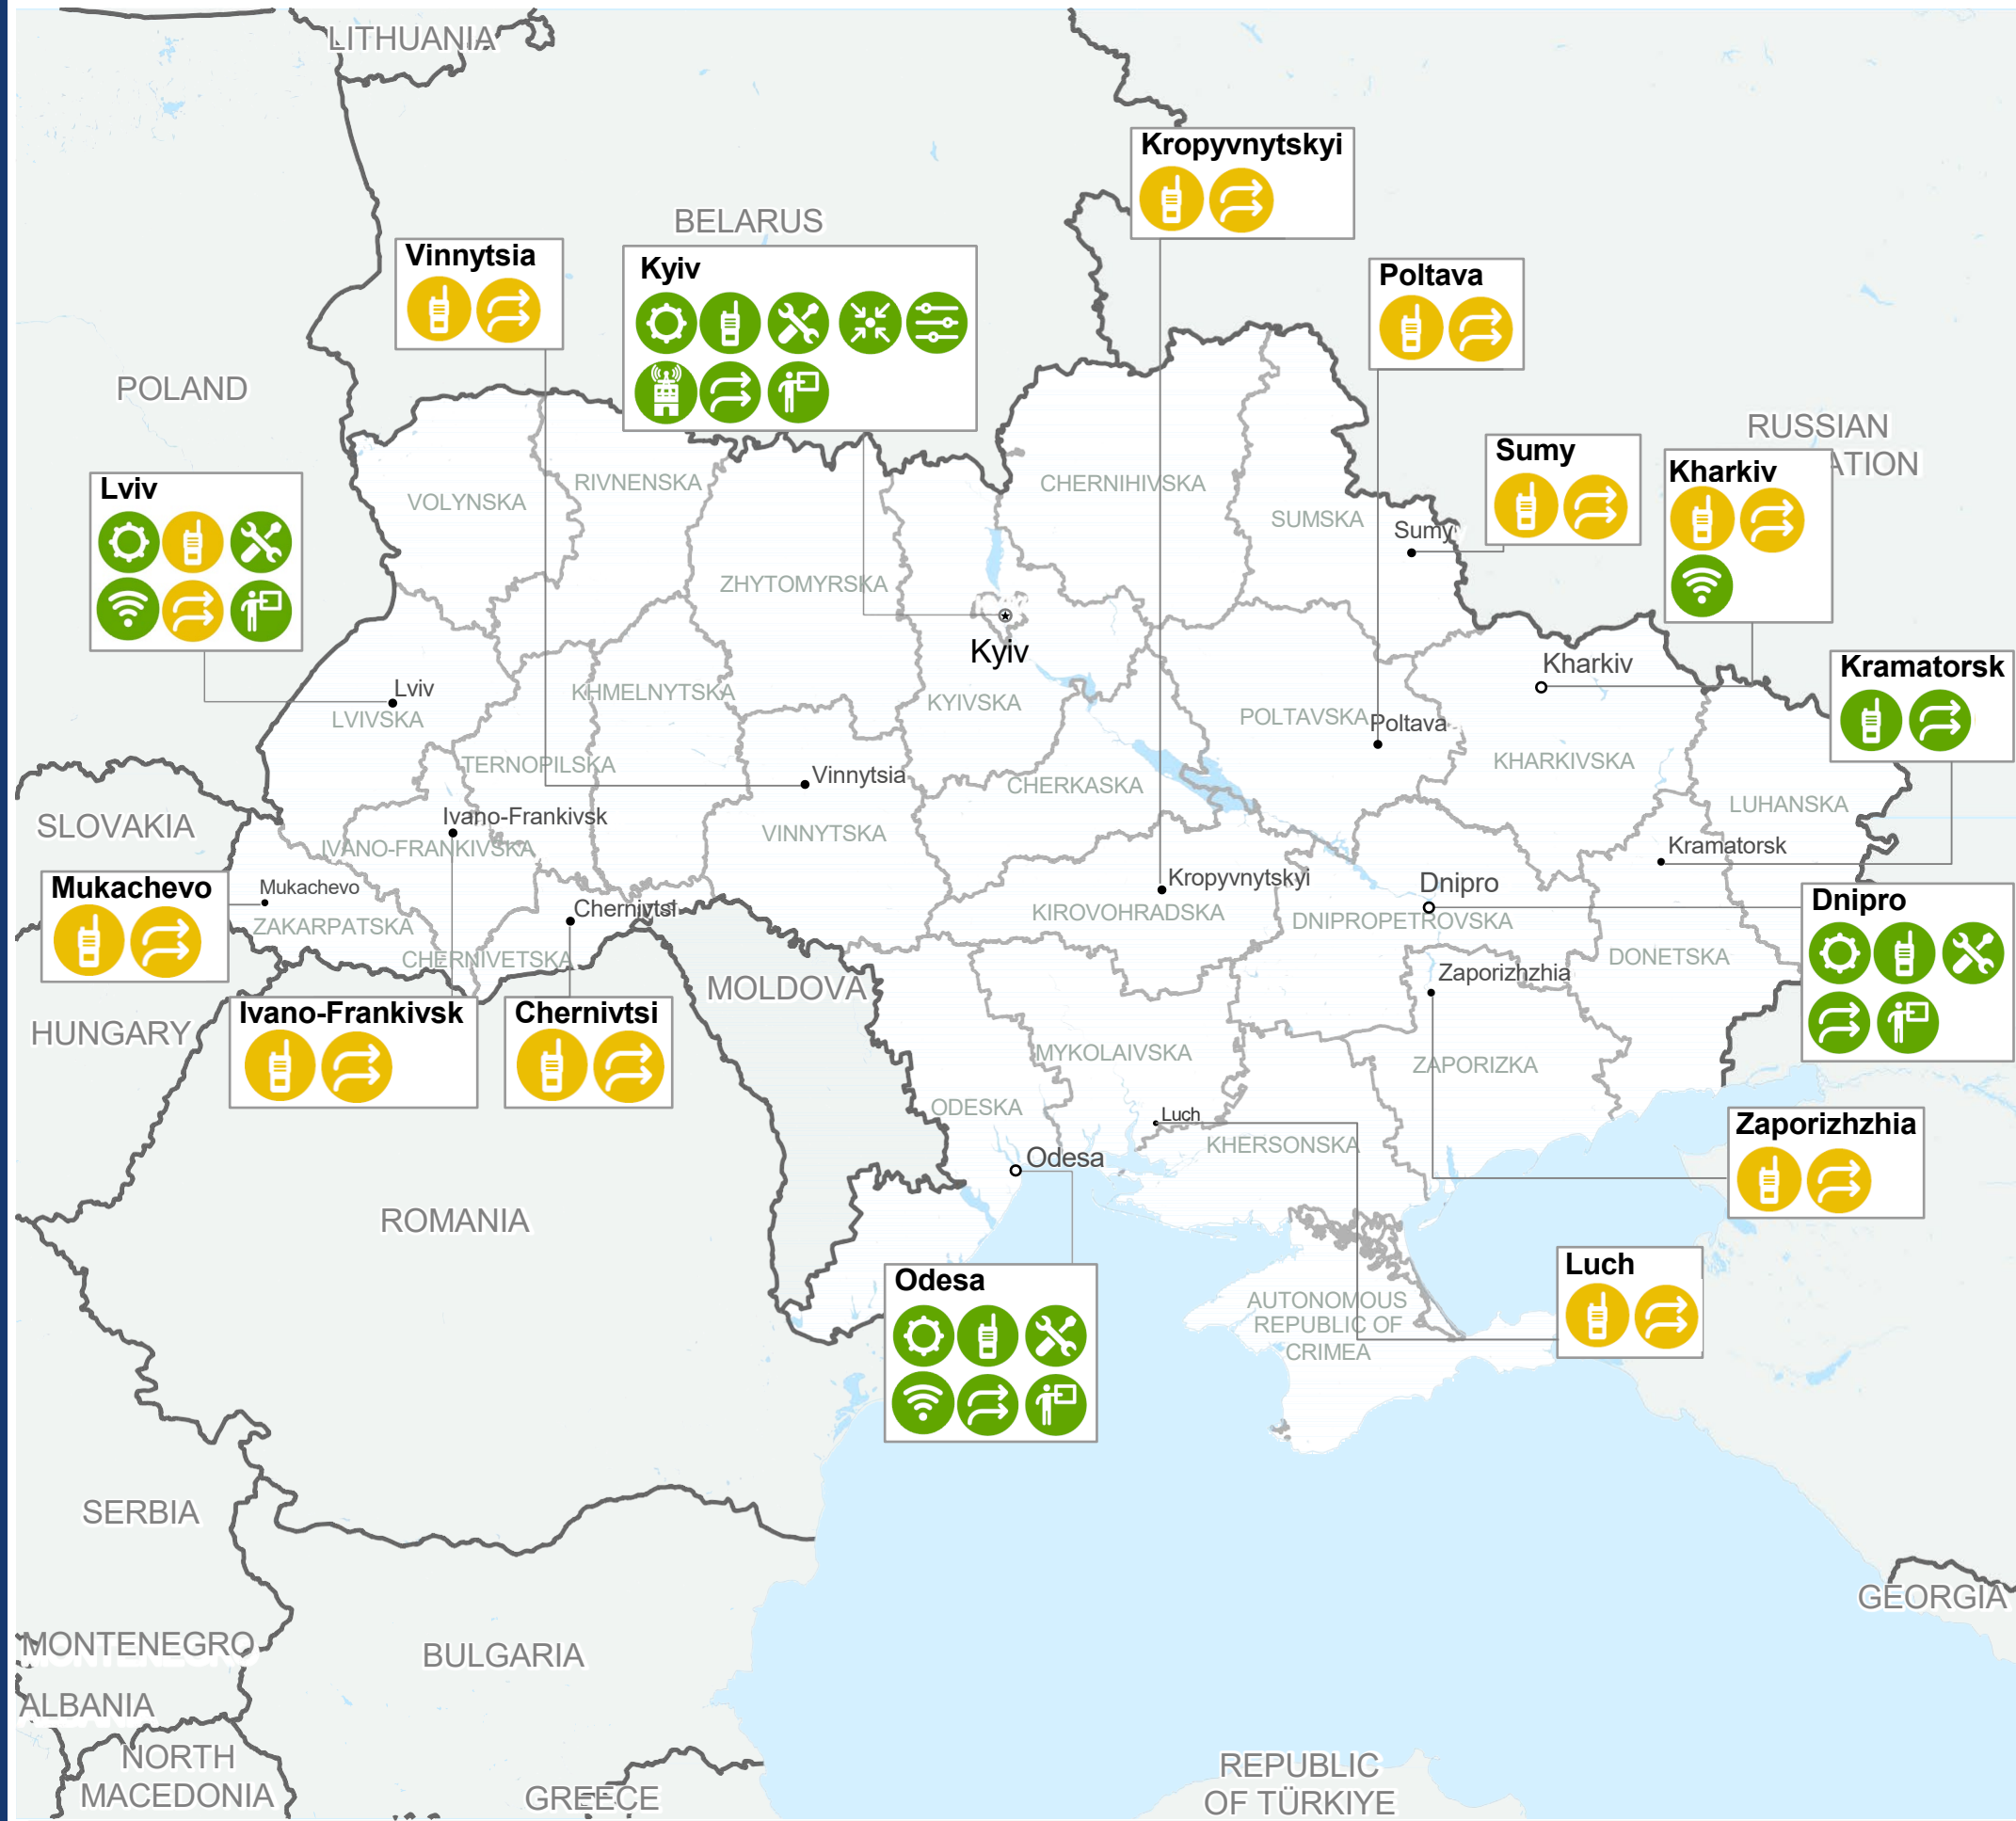 LITHUANIA
Kropyvnytskyi
BELARUS
Vinnytsia
Kyiv
Poltava
POLAND
RUSSIAN
ATION
Sumy
Kharkiv
Lviv
VOLYNSKA
RIVNENSKA
CHERNIHIVSKA
SUMSKA
Sumy
ZHYTOMYRSKA
Kyiv
Kharkiv
Kramatorsk
Lviv
LVIVSKA
KHMELNYTSKA
KYIVSKA
POLTAVSKA
Poltava
TERNOPILSKA
Vinnytsia
CHERKASKA
KHARKIVSKA
LUHANSKA
SLOVAKIA
Ivano-Frankivsk
IVANO-FRANKIVSKA
VINNYTSKA
Kramatorsk
Mukachevo
Mukachevo
Kropyvnytskyi
Dnipro
Dnipro
ZAKARPATSKA
Chernivtsi
KIROVOHRADSKA
DNIPROPETROVSKA
CHERNIVETSKA
DONETSKA
MOLDOVA
Zaporizhzhia
Ivano-Frankivsk
Chernivtsi
HUNGARY
MYKOLAIVSKA
ZAPORIZKA
ODESKA
Luch
KHERSONSKA
Zaporizhzhia
Odesa
ROMANIA
Odesa
Luch
AUTONOMOUS
REPUBLIC OF
CRIMEA
SERBIA
GEORGIA
MONTENEGRO
BULGARIA
ALBANIA
NORTH
MACEDONIA
GREECE
REPUBLIC
OF TÜRKIYE